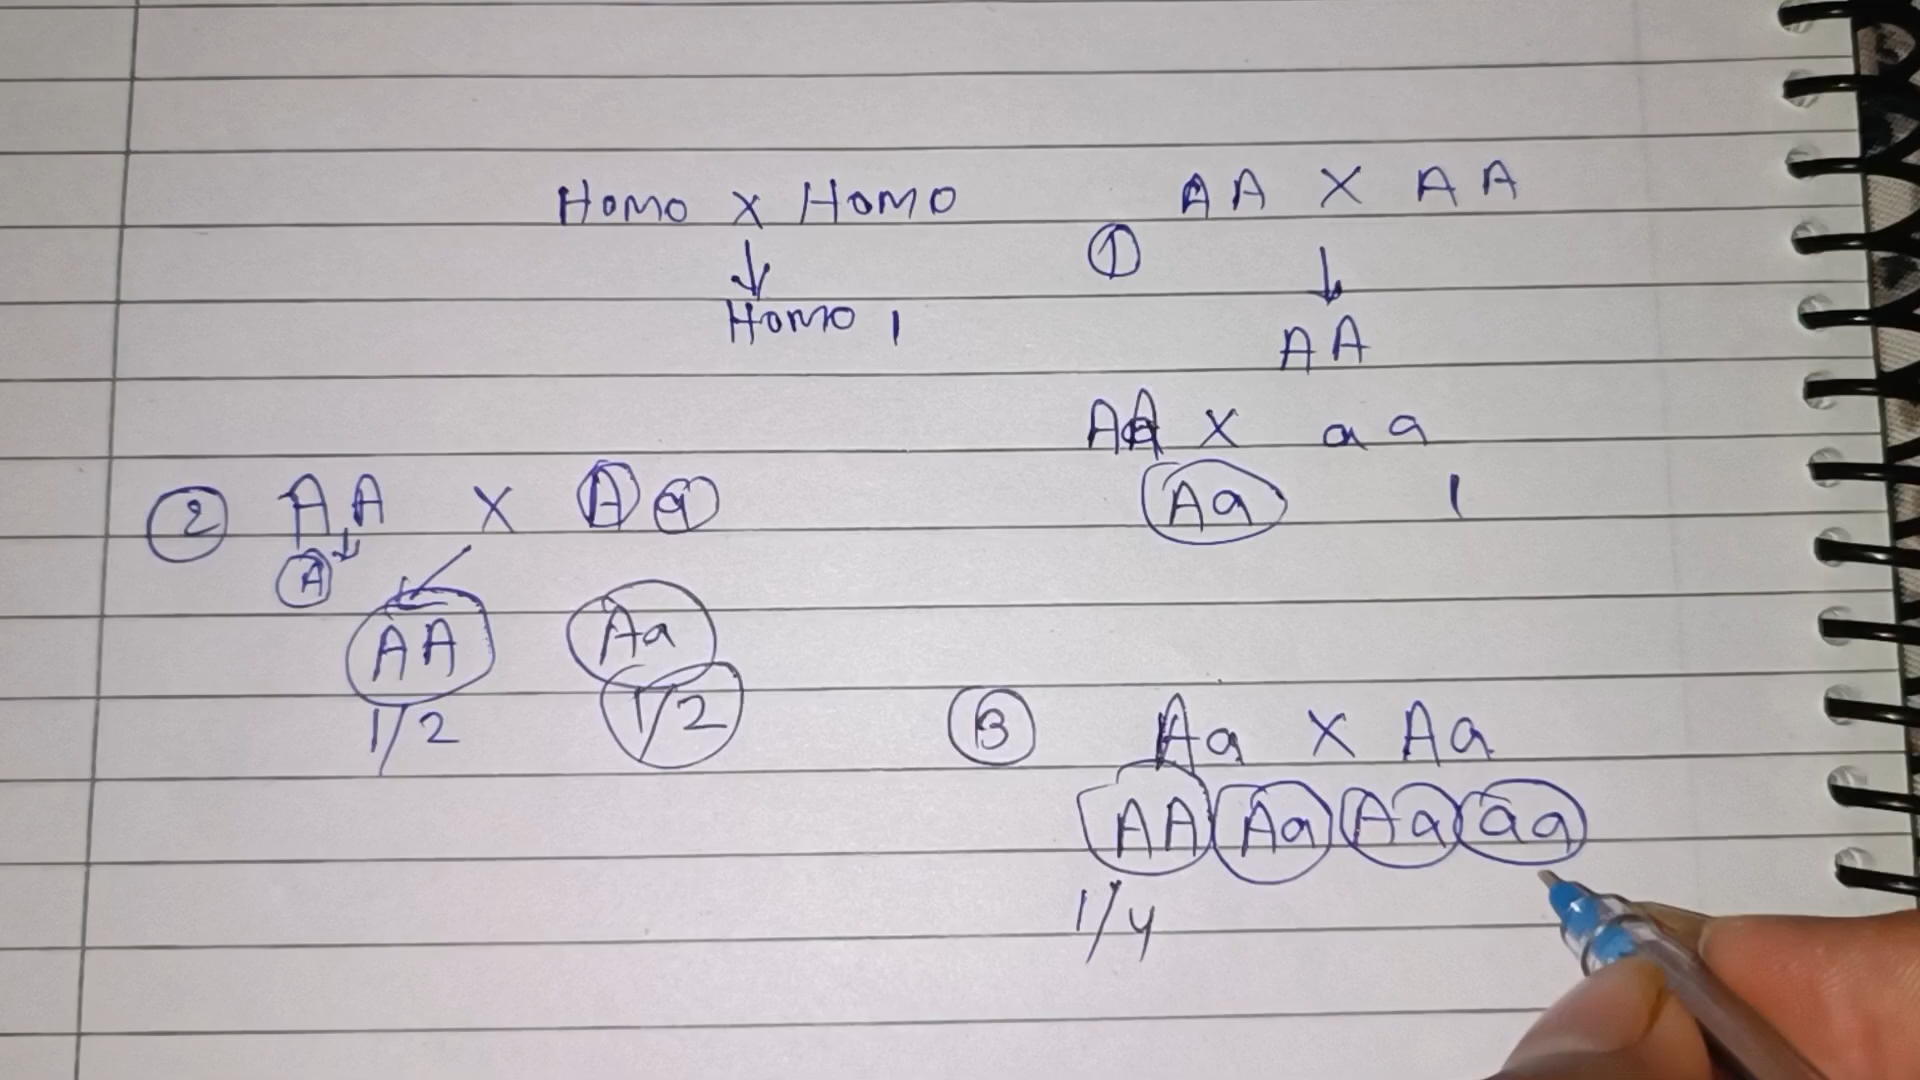 Homo x Homo
↓
Homo 1
① AA X AA
↓
AA
AA X aa
Aa 1
② AA X Aa
A
AA Aa
1/2 1/2
③ Aa X Aa
AA Aa Aa aa
1/4